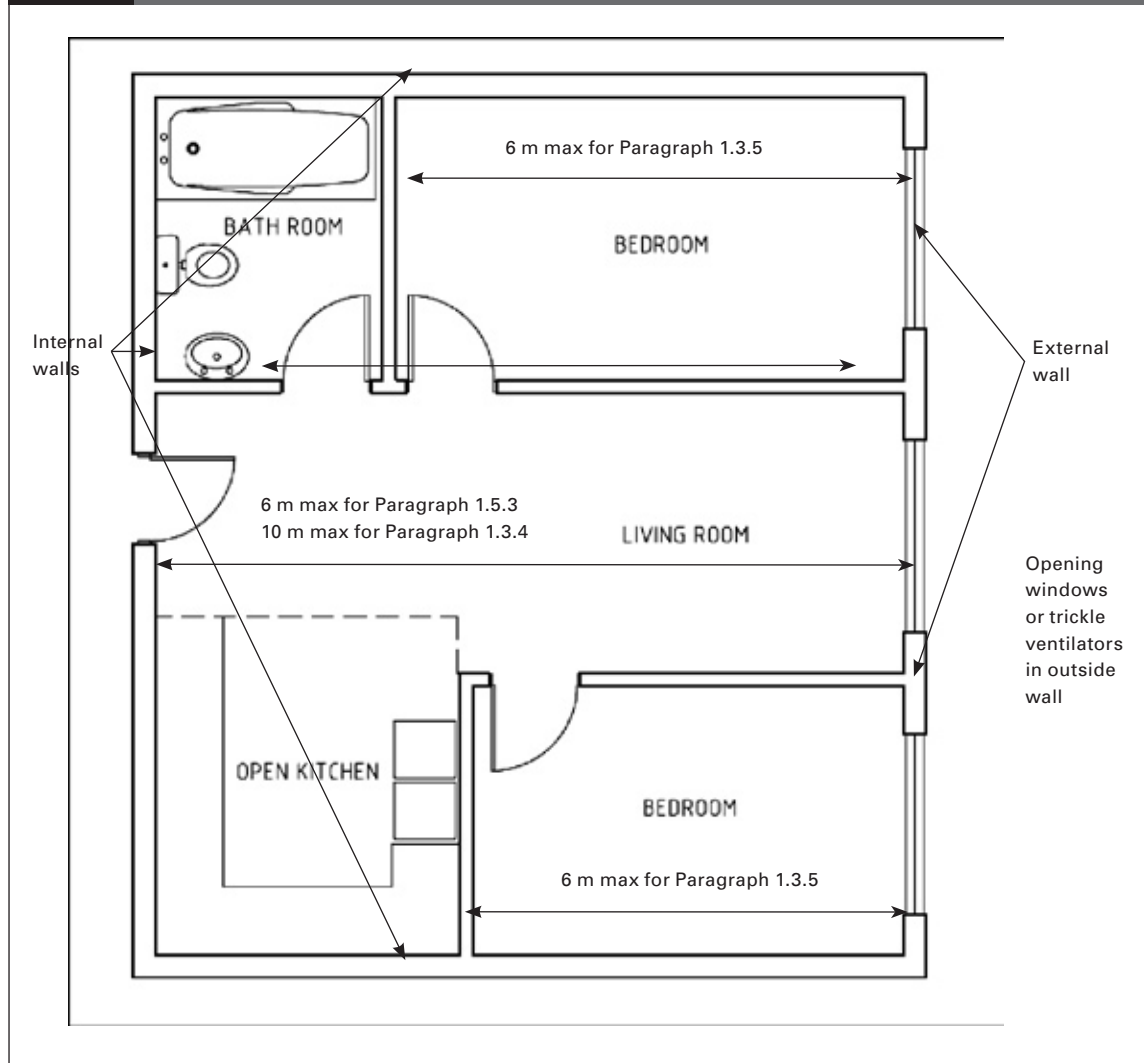 6 m max for Paragraph 1.3.5
BATH ROOM
BEDROOM
Internal
walls
External
wall
6 m max for Paragraph 1.5.3
10 m max for Paragraph 1.3.4
LIVING ROOM
Opening
windows
or trickle
ventilators
in outside
wall
OPEN KITCHEN
BEDROOM
6 m max for Paragraph 1.3.5